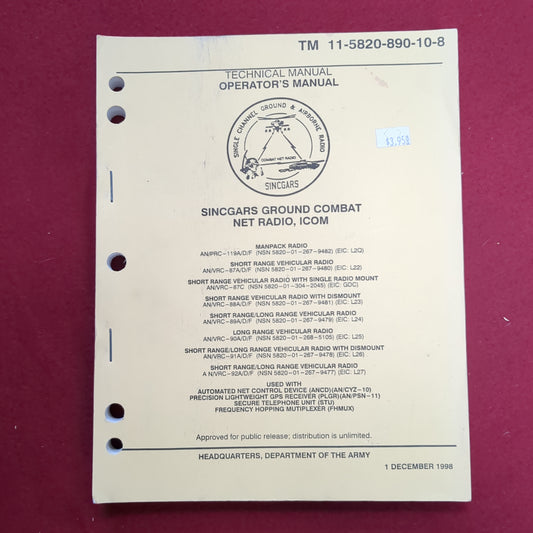 TM 11-5820-890-10-8
TECHNICAL MANUAL
OPERATOR'S MANUAL
SINGLE CHANNEL GROUND & AIRBORNE RADIO
COMBAT NET RADIO
SINCGARS
$3.95
SINCGARS GROUND COMBAT
NET RADIO, ICOM
MANPACK RADIO
AN/PRC-119A/D/F (NSN 5820-01-267-9482) (EIC: L2Q)
SHORT RANGE VEHICULAR RADIO
AN/VRC-87A/D/F (NSN 5820-01-267-9480) (EIC: L22)
SHORT RANGE VEHICULAR RADIO WITH SINGLE RADIO MOUNT
AN/VRC-87C (NSN 5820-01-304-2045) (EIC: GDC)
SHORT RANGE VEHICULAR RADIO WITH DISMOUNT
AN/VRC-88A/D/F (NSN 5820-01-267-9481) (EIC: L23)
SHORT RANGE/LONG RANGE VEHICULAR RADIO
AN/VRC-89A/D/F (NSN 5820-01-267-9479) (EIC: L24)
LONG RANGE VEHICULAR RADIO
AN/VRC-90A/D/F (NSN 5820-01-268-5105) (EIC: L25)
SHORT RANGE/LONG RANGE VEHICULAR RADIO WITH DISMOUNT
AN/VRC-91A/D/F (NSN 5820-01-267-9478) (EIC: L26)
SHORT RANGE/LONG RANGE VEHICULAR RADIO
A N/VRC-92A/D/F (NSN 5820-01-267-9477) (EIC: L27)
USED WITH
AUTOMATED NET CONTROL DEVICE (ANCD)(AN/CYZ-10)
PRECISION LIGHTWEIGHT GPS RECEIVER (PLGR)(AN/PSN-11)
SECURE TELEPHONE UNIT (STU)
FREQUENCY HOPPING MUTIPLEXER (FHMUX)
Approved for public release; distribution is unlimited.
HEADQUARTERS, DEPARTMENT OF THE ARMY
1 DECEMBER 1998